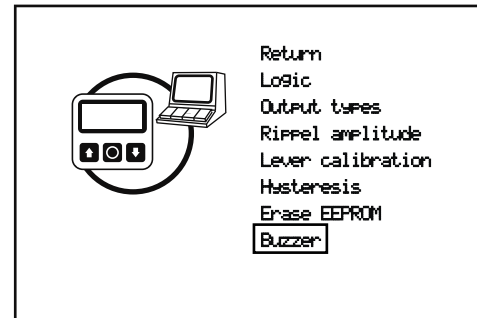 Return
Logic
Output types
Rippel amplitude
Lever calibration
Hysteresis
Erase EEPROM
Buzzer